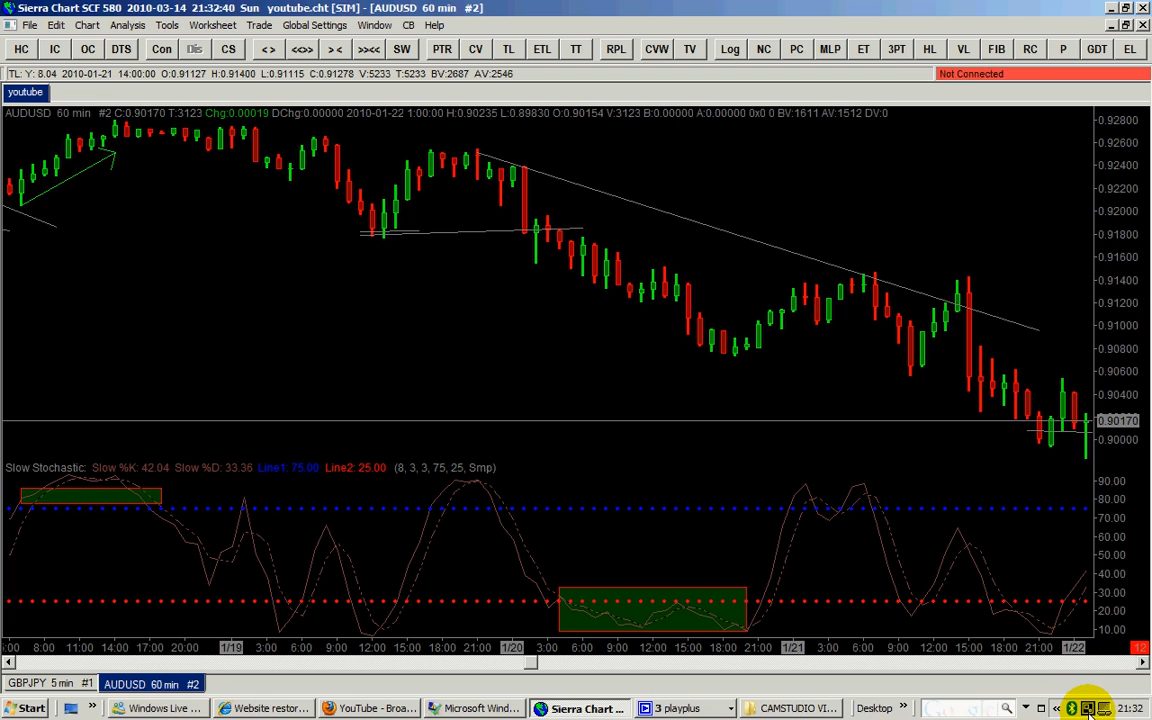 Sierra Chart SCF 580 2010-03-14 21:32:40 Sun youtube.cht [SIM] - [AUDUSD 60 min #2]
File Edit Chart Analysis Tools Worksheet Trade Global Settings Window CB Help
HC IC OC DTS Con Dis CS < > <<>> > < >><< SW PTR CV TL ETL TT RPL CVW TV Log NC PC MLP ET 3PT HL VL FIB RC P GDT EL
TL: Y: 8.04 2010-01-21 14:00:00 O:0.91127 H:0.91400 L:0.91115 C:0.91278 V:5233 T:5233 BV:2687 AV:2546 Not Connected
youtube
AUDUSD 60 min #2 C:0.90170 T:3123 Chg:0.00019 DChg:0.00000 2010-01-22 1:00:00 H:0.90235 L:0.89830 O:0.90154 V:3123 B:0.00000 A:0.00000 0x0 0 BV:1611 AV:1512 DV:0
0.92800
0.92600
0.92400
0.92200
0.92000
0.91800
0.91600
0.91400
0.91200
0.91000
0.90800
0.90600
0.90400
0.90170
0.90000
Slow Stochastic: Slow %K: 42.04 Slow %D: 33.36 Line1: 75.00 Line2: 25.00 (8, 3, 3, 75, 25, Smp)
90.00
80.00
70.00
60.00
50.00
40.00
30.00
20.00
10.00
8:00 11:00 14:00 17:00 20:00 1/19 3:00 6:00 9:00 12:00 15:00 18:00 21:00 1/20 3:00 6:00 9:00 12:00 15:00 18:00 21:00 1/21 3:00 6:00 9:00 12:00 15:00 18:00 21:00 1/22 12
GBPJPY 5 min #1 AUDUSD 60 min #2
Start » Windows Live ... Website restor... YouTube - Brow... Microsoft Wind... Sierra Chart ... 3 playplus CAMSTUDIO VI... Desktop » « 21:32